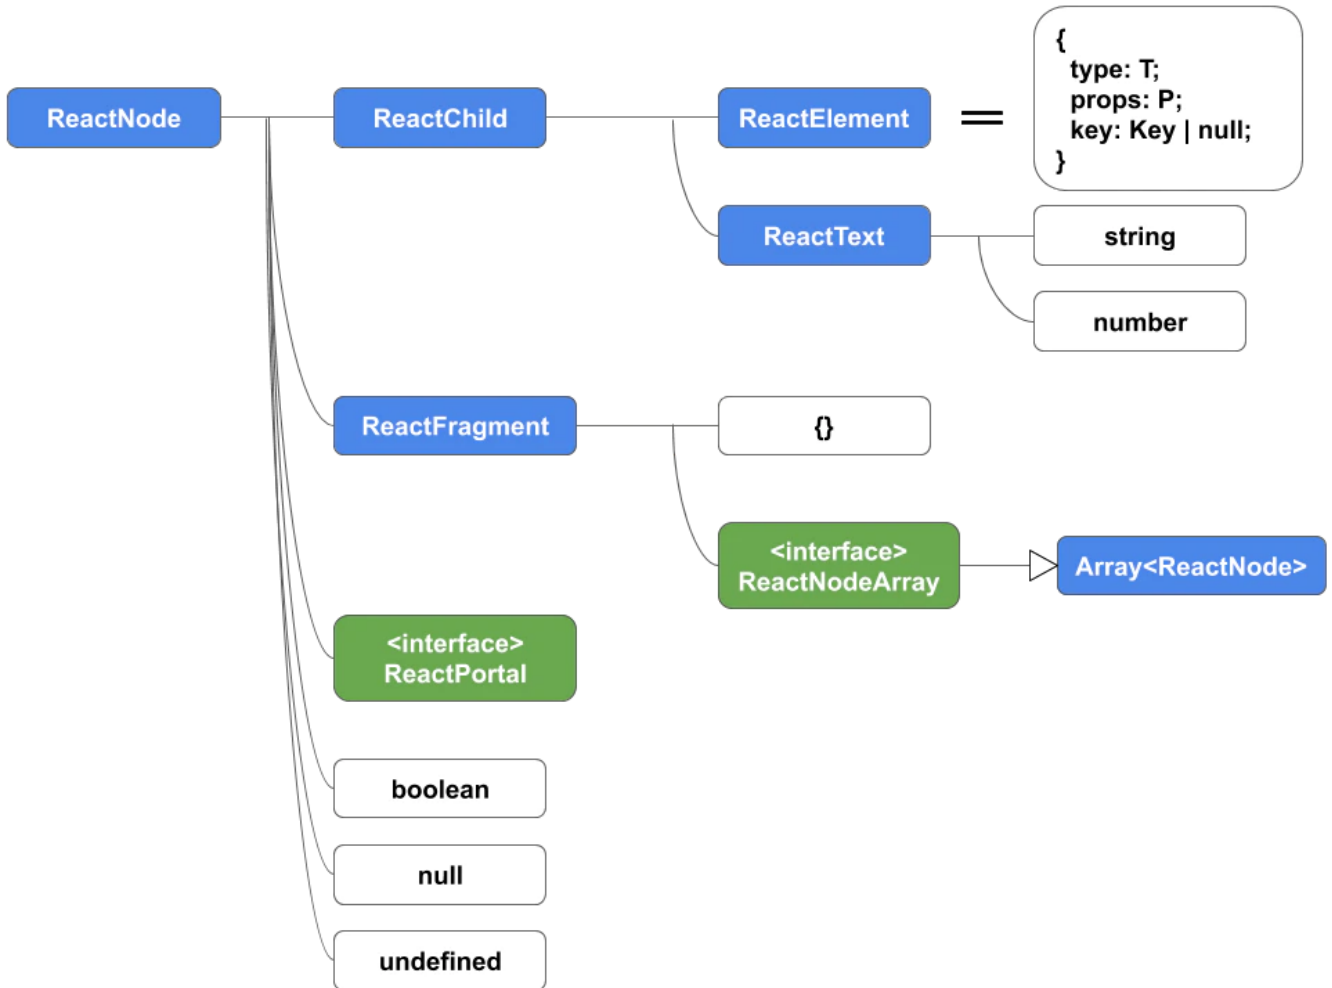 ReactNode
ReactChild
ReactElement
{
type: T;
props: P;
key: Key | null;
}
ReactText
string
number
ReactFragment
{}
<interface>
ReactNodeArray
Array<ReactNode>
<interface>
ReactPortal
boolean
null
undefined